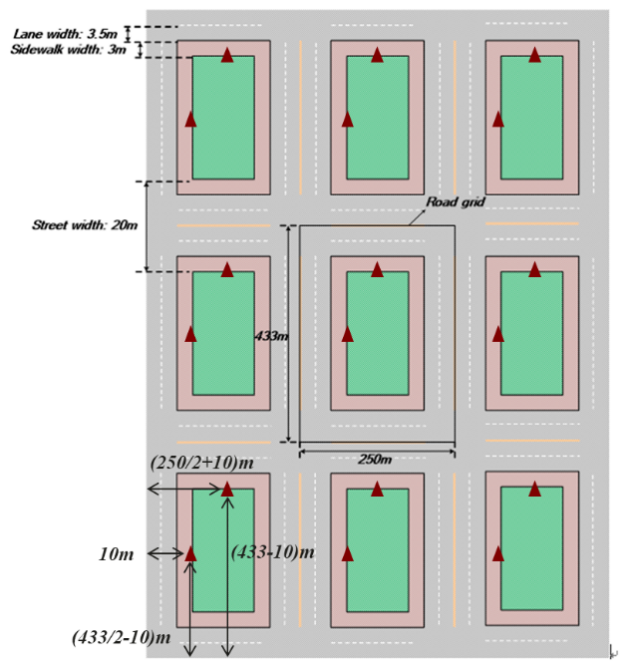 Lane width: 3.5m
Sidewalk width: 3m
Road grid
Street width: 20m
433m
250m
(250/2+10)m
10m
(433-10)m
(433/2-10)m